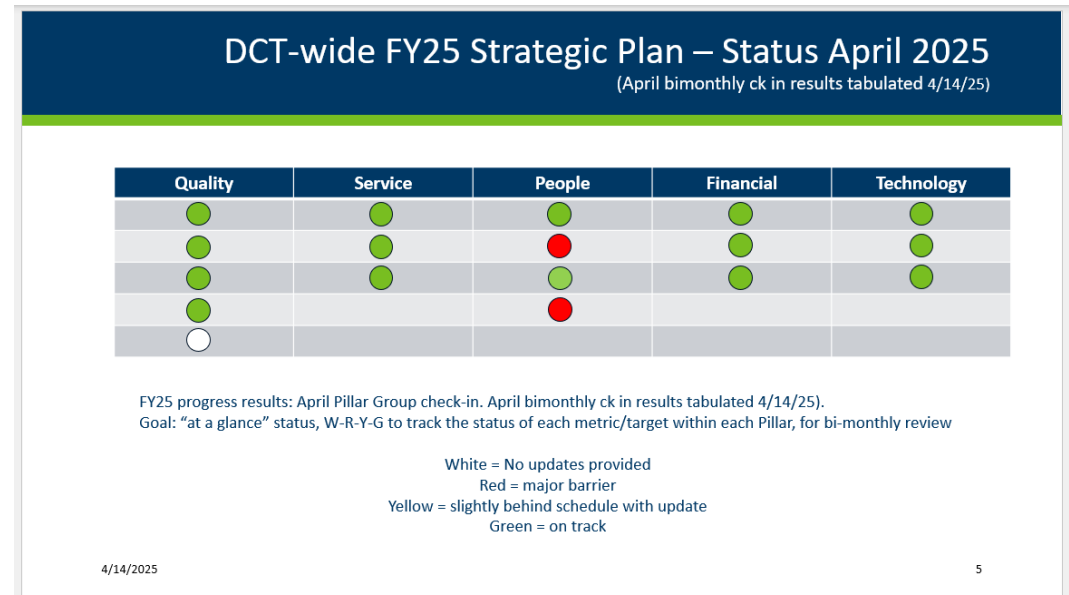 DCT-wide FY25 Strategic Plan – Status April 2025
(April bimonthly ck in results tabulated 4/14/25)
Quality Service People Financial Technology
FY25 progress results: April Pillar Group check-in. April bimonthly ck in results tabulated 4/14/25).
Goal: “at a glance” status, W-R-Y-G to track the status of each metric/target within each Pillar, for bi-monthly review
White = No updates provided
Red = major barrier
Yellow = slightly behind schedule with update
Green = on track
4/14/2025 5